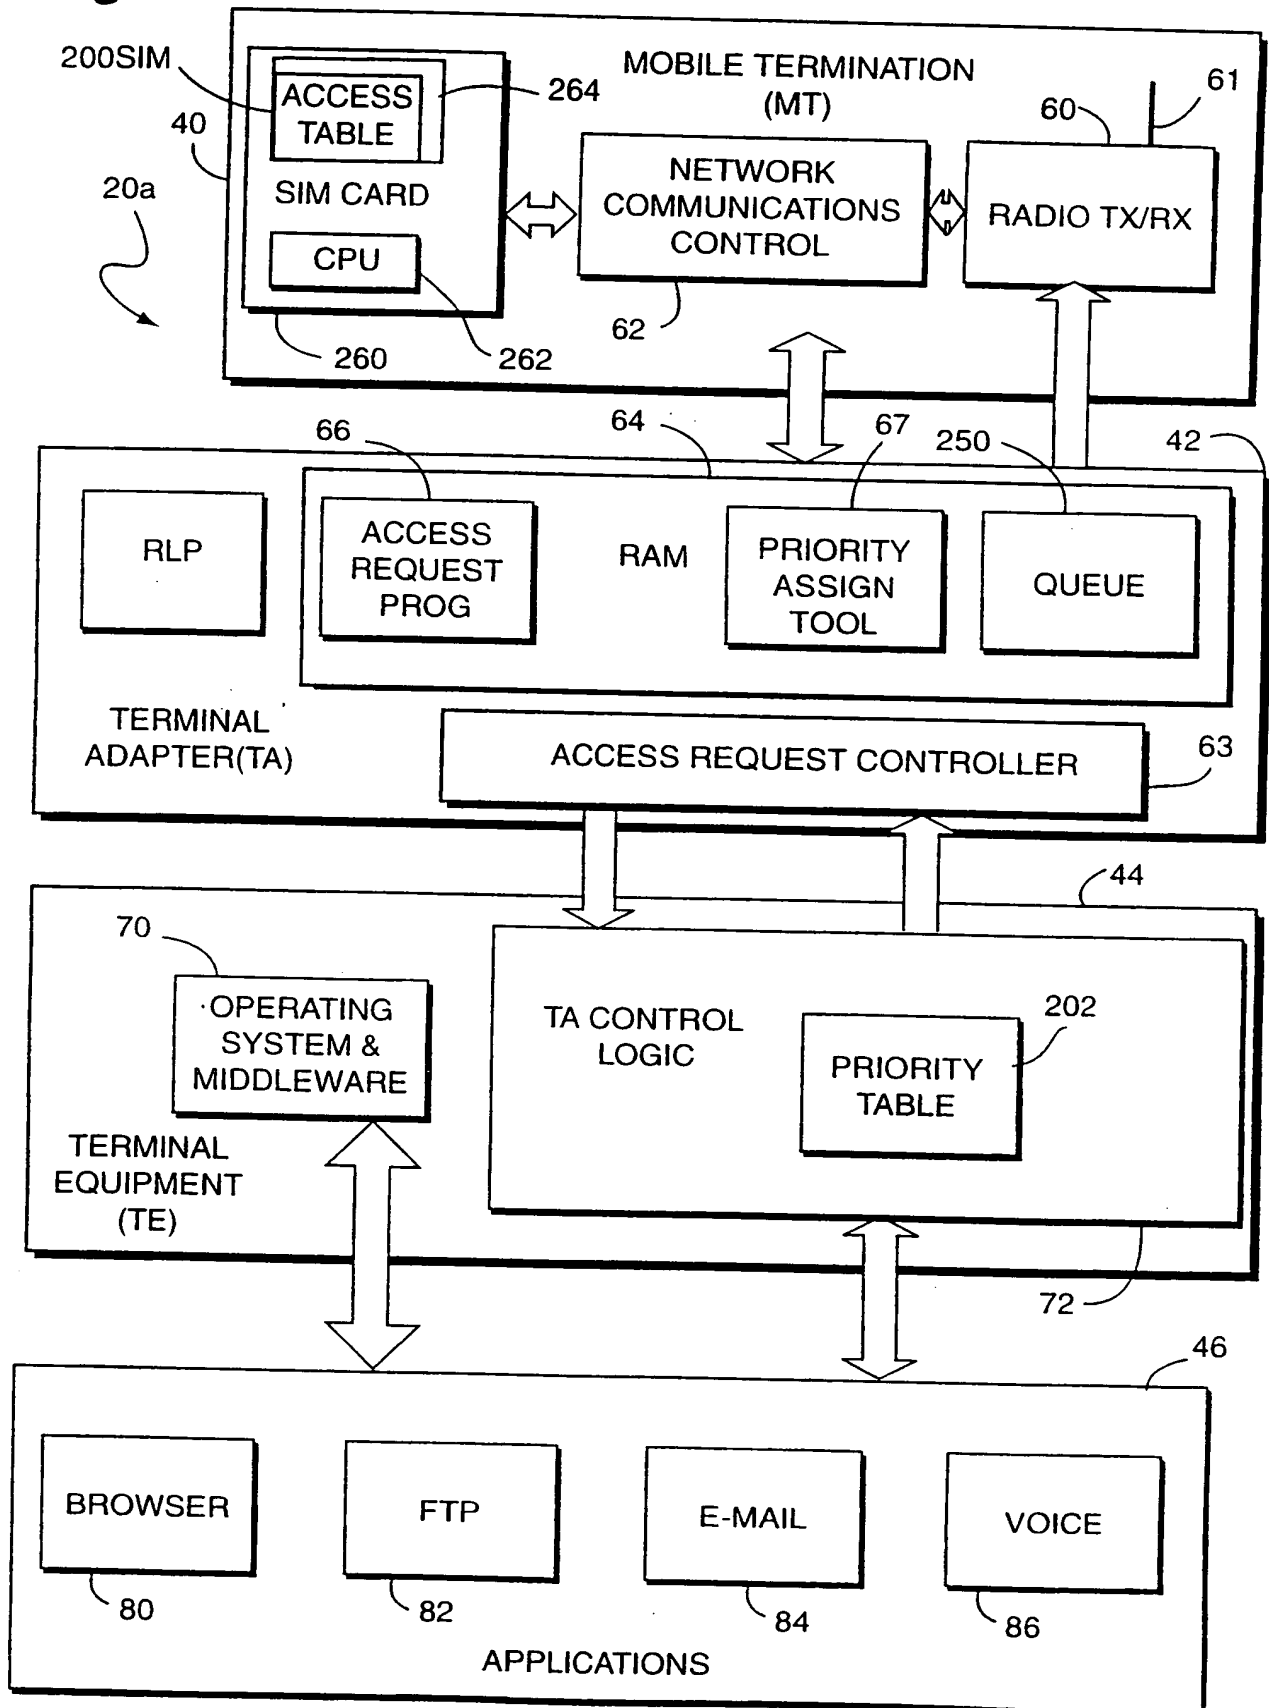 200SIM
ACCESS
TABLE
264
MOBILE TERMINATION
(MT)
61
60
40
20a
SIM CARD
CPU
NETWORK
COMMUNICATIONS
CONTROL
RADIO TX/RX
62
260
262
66
64
67
250
42
RLP
ACCESS
REQUEST
PROG
RAM
PRIORITY
ASSIGN
TOOL
QUEUE
TERMINAL
ADAPTER(TA)
ACCESS REQUEST CONTROLLER
63
44
70
OPERATING
SYSTEM &
MIDDLEWARE
TA CONTROL
LOGIC
202
PRIORITY
TABLE
TERMINAL
EQUIPMENT
(TE)
72
46
BROWSER
FTP
E-MAIL
VOICE
80
82
84
86
APPLICATIONS